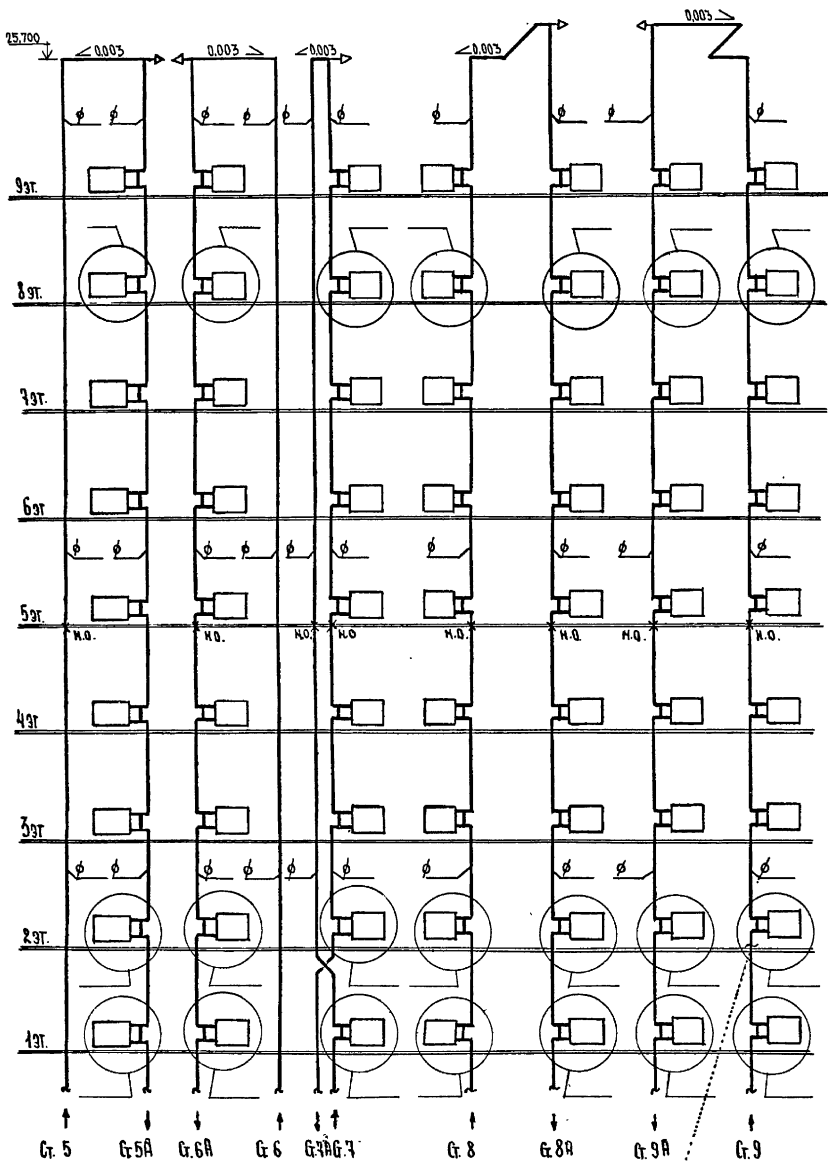 25.700
0.003 0.003 0.003 0.003 0.003
ϕ ϕ ϕ ϕ ϕ ϕ ϕ ϕ ϕ ϕ
9эт.
8эт.
7эт.
6эт
ϕ ϕ ϕ ϕ ϕ ϕ ϕ ϕ ϕ ϕ
5эт.
н.о. н.о. н.о. н.о н.о. н.о. н.о. н.о.
4эт
3эт
ϕ ϕ ϕ ϕ ϕ ϕ ϕ ϕ ϕ ϕ
2эт.
1эт.
Ст. 5 Ст.5А Ст.6А Ст 6 Ст.7А Ст.7 Ст. 8 Ст.8А Ст.9А Ст.9